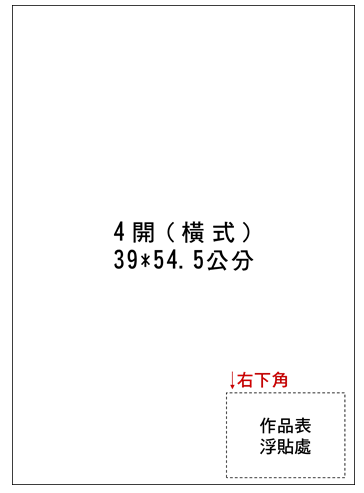 4開(橫式)
39*54.5公分
↓右下角
作品表
浮貼處